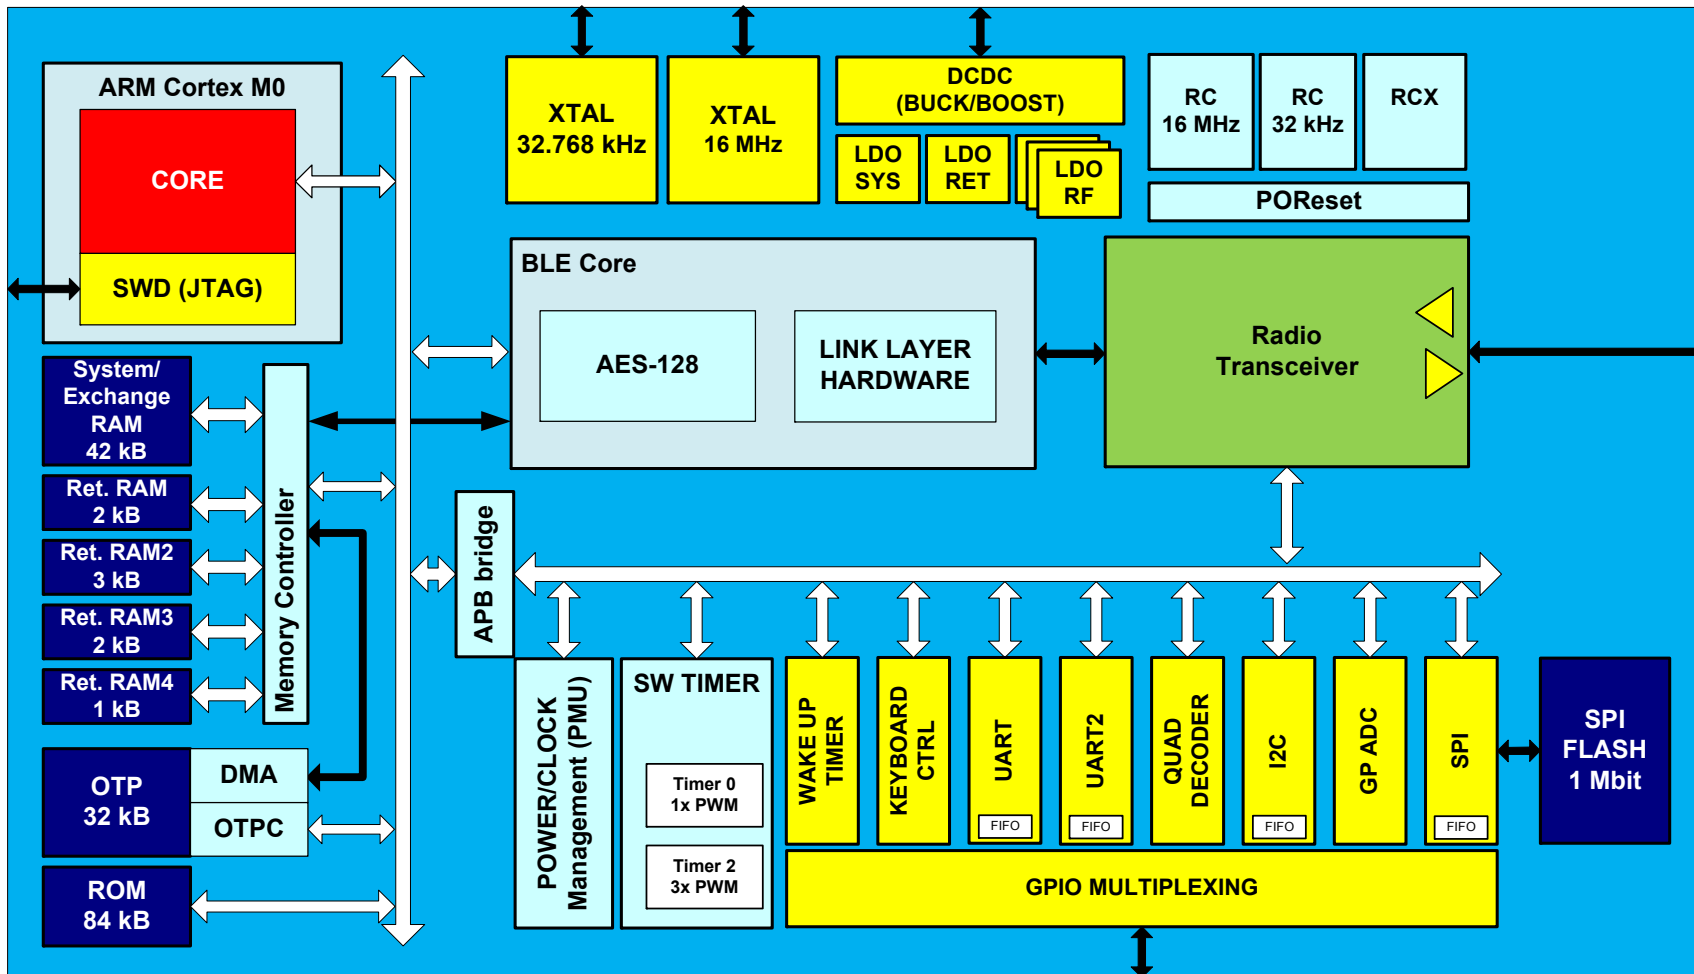 ARM Cortex M0
CORE
SWD (JTAG)
XTAL
32.768 kHz
XTAL
16 MHz
DCDC
(BUCK/BOOST)
LDO
SYS
LDO
RET
LDO
RF
RC
16 MHz
RC
32 kHz
RCX
POReset
BLE Core
AES-128
LINK LAYER
HARDWARE
Radio
Transceiver
System/
Exchange
RAM
42 kB
Ret. RAM
2 kB
Ret. RAM2
3 kB
Ret. RAM3
2 kB
Ret. RAM4
1 kB
Memory Controller
OTP
32 kB
DMA
OTPC
ROM
84 kB
APB bridge
POWER/CLOCK
Management (PMU)
SW TIMER
Timer 0
1x PWM
Timer 2
3x PWM
WAKE UP
TIMER
KEYBOARD
CTRL
UART
FIFO
UART2
FIFO
QUAD
DECODER
I2C
FIFO
GP ADC
SPI
FIFO
SPI
FLASH
1 Mbit
GPIO MULTIPLEXING